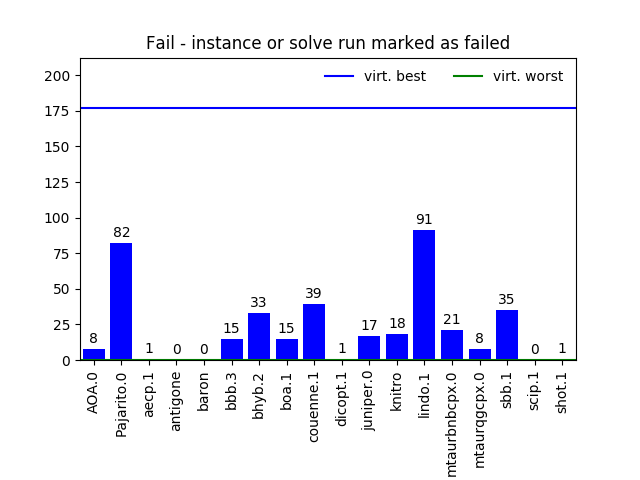 Fail - instance or solve run marked as failed
virt. best virt. worst
200
175
150
125
100
75
50
25
0
8 82 1 0 0 15 33 15 39 1 17 18 91 21 8 35 0 1
AOA.0
Pajarito.0
aecp.1
antigone
baron
bbb.3
bhyb.2
boa.1
couenne.1
dicopt.1
juniper.0
knitro
lindo.1
mtaurbnbcpx.0
mtaurqgcpx.0
sbb.1
scip.1
shot.1